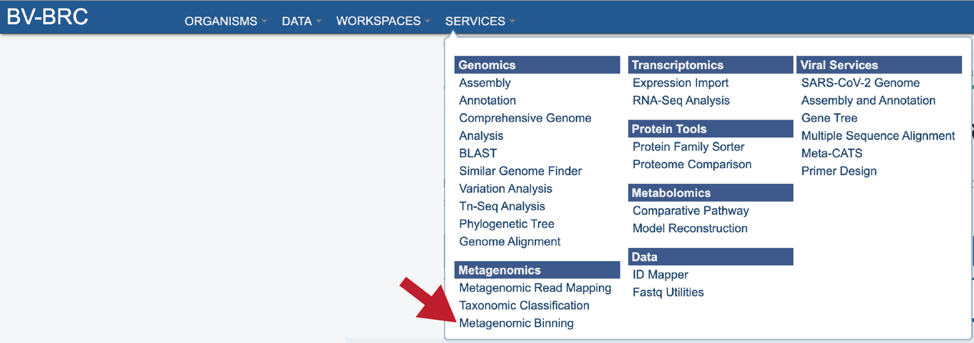 BV-BRC
ORGANISMS DATA WORKSPACES SERVICES
Genomics
Assembly
Annotation
Comprehensive Genome
Analysis
BLAST
Similar Genome Finder
Variation Analysis
Tn-Seq Analysis
Phylogenetic Tree
Genome Alignment
Metagenomics
Metagenomic Read Mapping
Taxonomic Classification
Metagenomic Binning
Transcriptomics
Expression Import
RNA-Seq Analysis
Protein Tools
Protein Family Sorter
Proteome Comparison
Metabolomics
Comparative Pathway
Model Reconstruction
Data
ID Mapper
Fastq Utilities
Viral Services
SARS-CoV-2 Genome
Assembly and Annotation
Gene Tree
Multiple Sequence Alignment
Meta-CATS
Primer Design